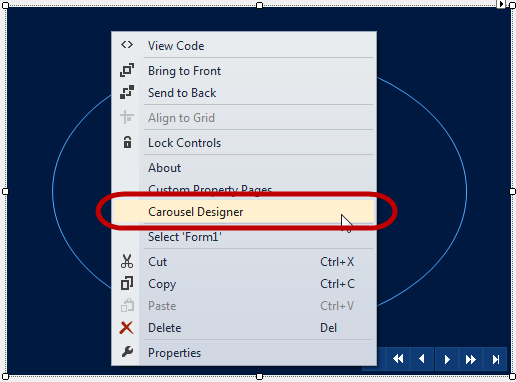 View Code
Bring to Front
Send to Back
Align to Grid
Lock Controls
About
Custom Property Pages
Carousel Designer
Select 'Form1'
Cut Ctrl+X
Copy Ctrl+C
Paste Ctrl+V
Delete Del
Properties